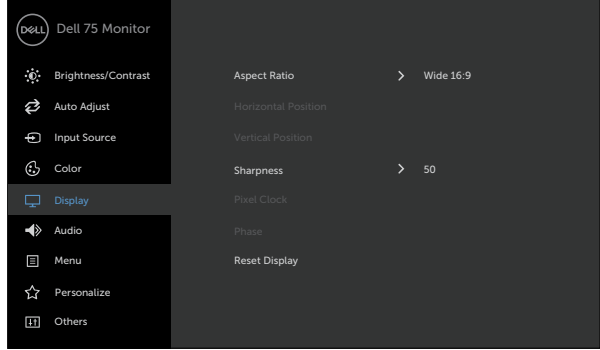 DELL Dell 75 Monitor
Brightness/Contrast
Auto Adjust
Input Source
Color
Display
Audio
Menu
Personalize
Others
Aspect Ratio > Wide 16:9
Horizontal Position
Vertical Position
Sharpness > 50
Pixel Clock
Phase
Reset Display